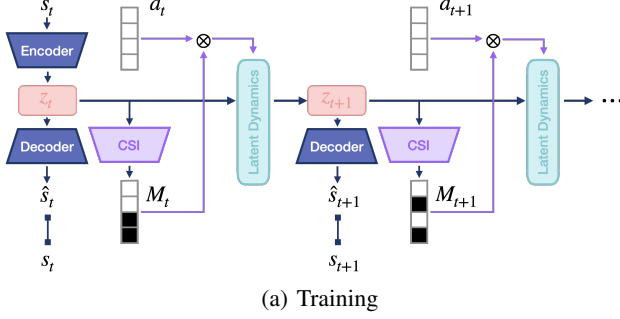 s_t
a_t
a_{t+1}
Encoder
⊗
⊗
z_t
Latent Dynamics
z_{t+1}
Latent Dynamics
...
Decoder
CSI
Decoder
CSI
ŝ_t
M_t
ŝ_{t+1}
M_{t+1}
s_t
s_{t+1}
(a) Training